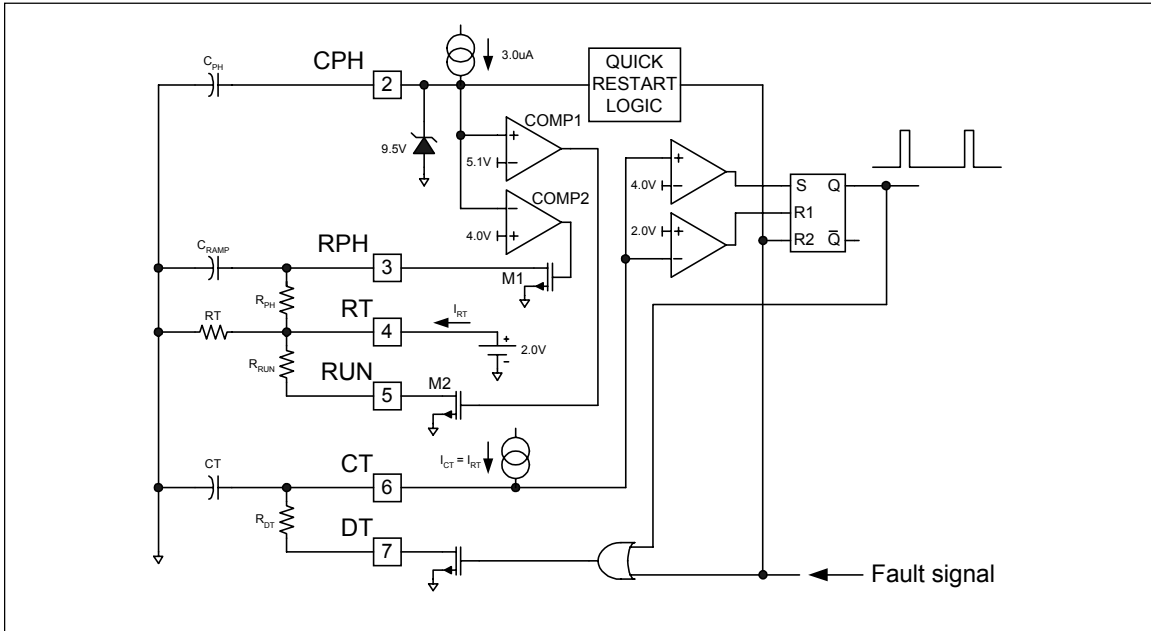 3.0uA
C_PH
CPH
2
QUICK
RESTART
LOGIC
9.5V
COMP1
+
5.1V
−
COMP2
−
4.0V
+
+
4.0V
−
2.0V
+
−
S Q
R1
R2 Q̅
C_RAMP
RPH
3
M1
R_PH
RT
RT
4
I_RT
+
2.0V
-
R_RUN
RUN
5
M2
CT
CT
6
I_CT = I_RT
R_DT
DT
7
Fault signal